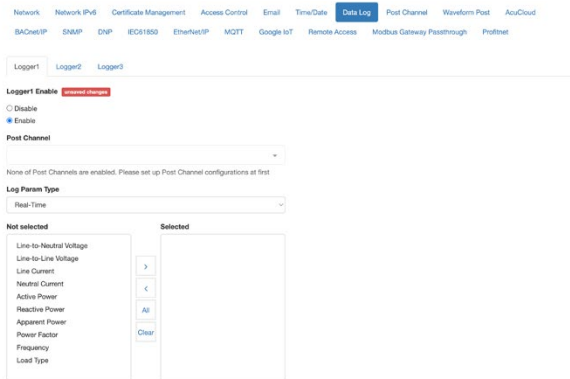 Network Network IPv6 Certificate Management Access Control Email Time/Date Data Log Post Channel Waveform Post AcuCloud
BACnet/IP SNMP DNP IEC61850 EtherNet/IP MQTT Google IoT Remote Access Modbus Gateway Passthrough Profitnet
Logger1 Logger2 Logger3
Logger1 Enable unsaved changes
Disable
Enable
Post Channel
None of Post Channels are enabled. Please set up Post Channel configurations at first
Log Param Type
Real-Time
Not selected Selected
Line-to-Neutral Voltage
Line-to-Line Voltage
>
Line Current
Neutral Current
<
Active Power
Reactive Power
All
Apparent Power
Power Factor
Clear
Frequency
Load Type